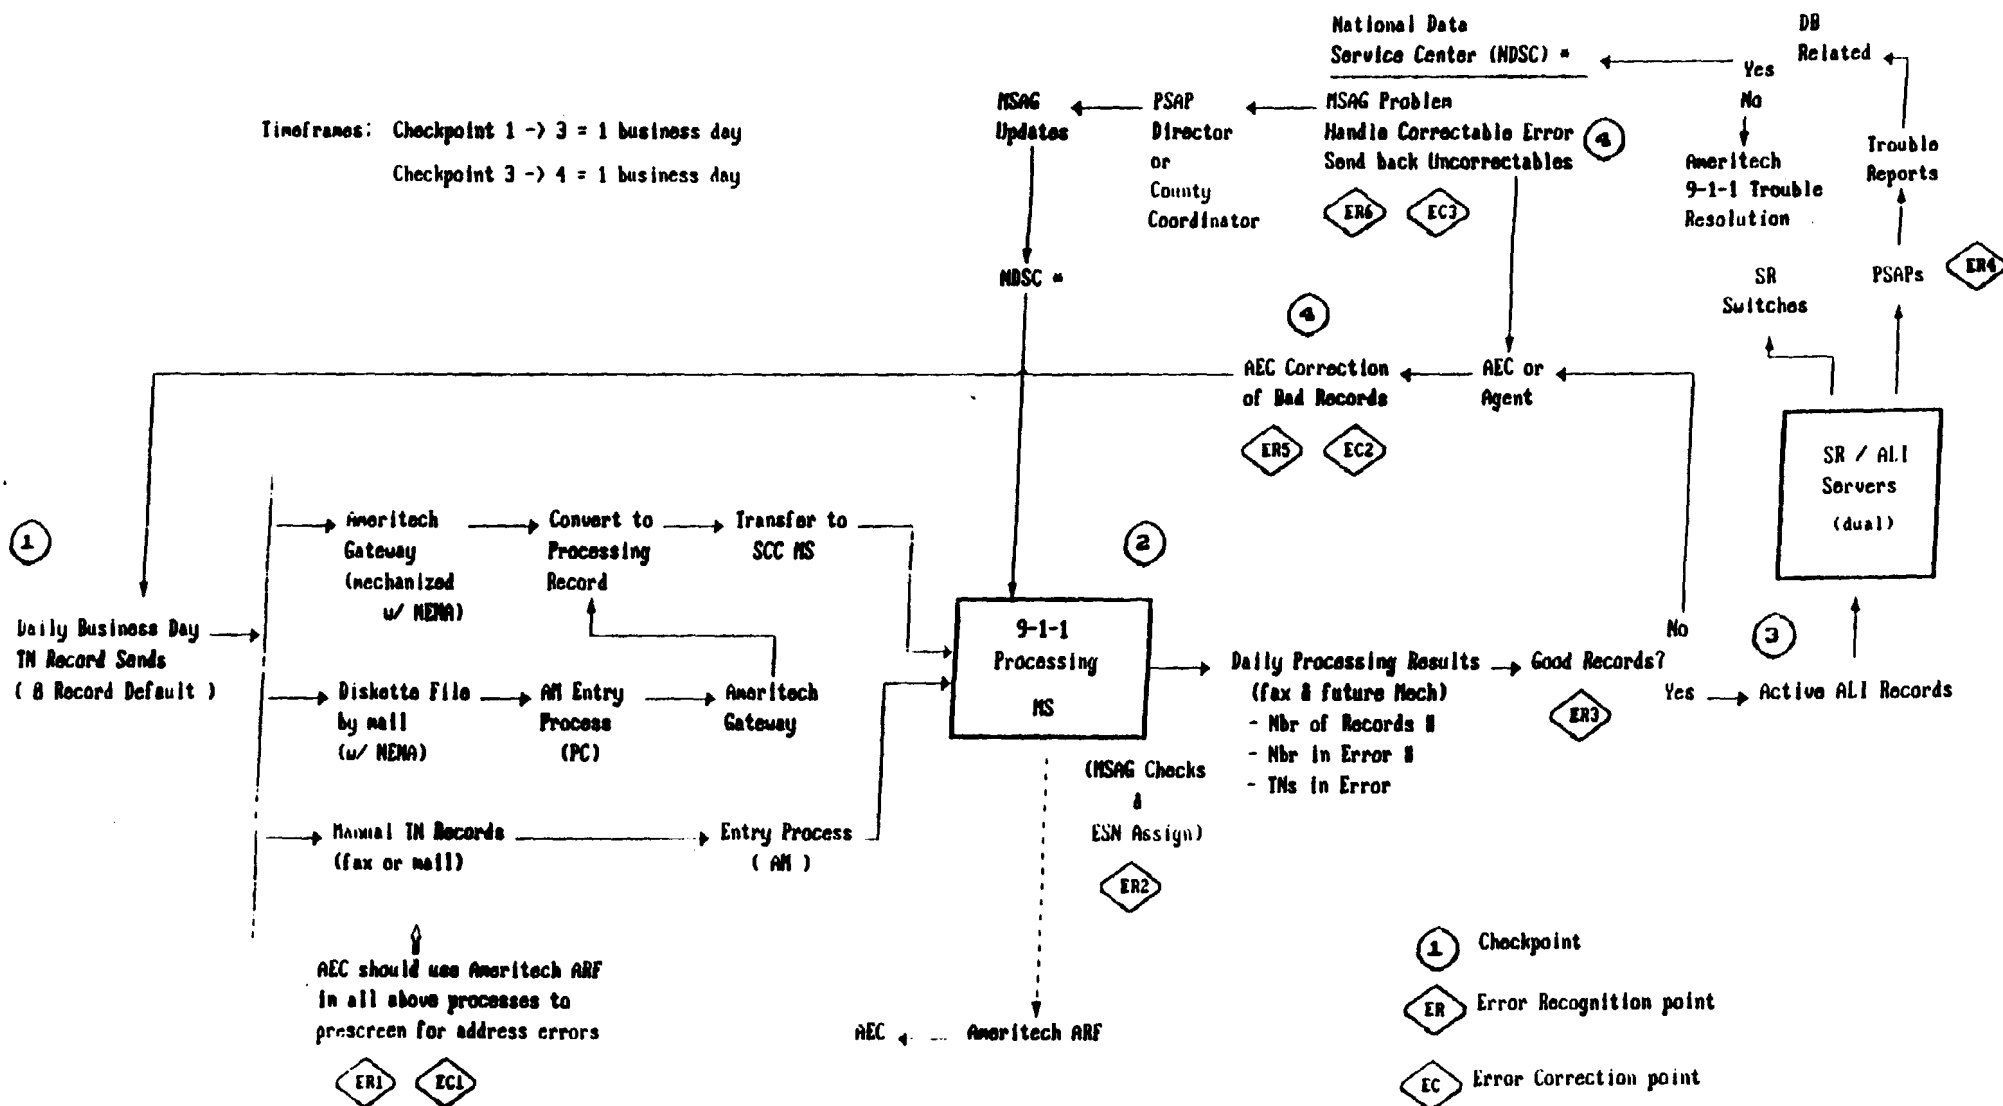 National Data
Service Center (NDSC) *
DB
Related
Yes
No
MSAG
Updates
PSAP
Director
or
County
Coordinator
MSAG Problem
Handle Correctable Error
Send back Uncorrectables
4
Timeframes: Checkpoint 1 -> 3 = 1 business day
Checkpoint 3 -> 4 = 1 business day
Ameritech
9-1-1 Trouble
Resolution
Trouble
Reports
ER6
EC3
NDSC *
SR
Switches
PSAPs
ER4
4
AEC Correction
of Bad Records
AEC or
Agent
ER5
EC2
SR / ALI
Servers
(dual)
1
Ameritech
Gateway
(mechanized
w/ NENA)
Convert to
Processing
Record
Transfer to
SCC MS
2
Daily Business Day
TN Record Sends
( 0 Record Default )
9-1-1
Processing
MS
No
3
Daily Processing Results
(fax & future Mech)
- Nbr of Records #
- Nbr in Error #
- TNs in Error
Good Records?
Yes
Active ALI Records
ER3
Diskette File
by mail
(w/ NENA)
AM Entry
Process
(PC)
Ameritech
Gateway
(MSAG Checks
&
ESN Assign)
ER2
Manual TN Records
(fax or mail)
Entry Process
( AM )
AEC should use Ameritech ARF
in all above processes to
prescreen for address errors
ER1
EC1
AEC
Ameritech ARF
1 Checkpoint
ER Error Recognition point
EC Error Correction point